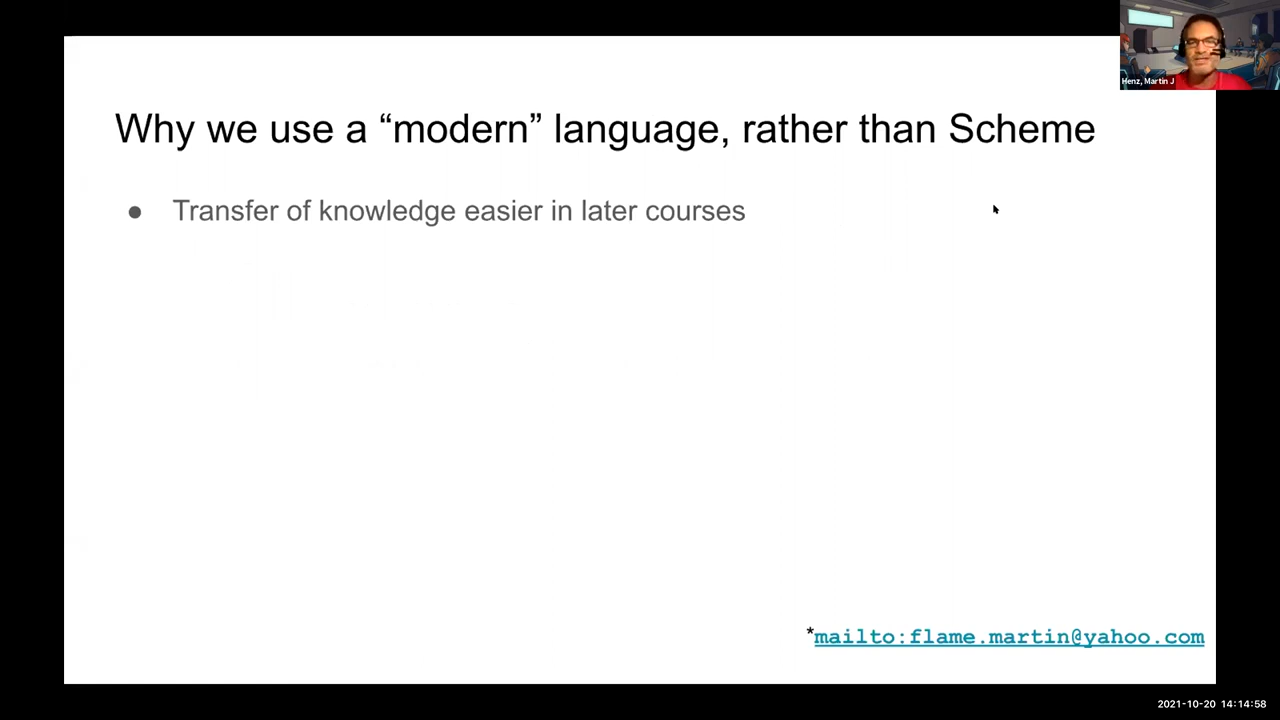 Henz, Martin J
Why we use a “modern” language, rather than Scheme
● Transfer of knowledge easier in later courses
*mailto:flame.martin@yahoo.com
2021-10-20 14:14:58